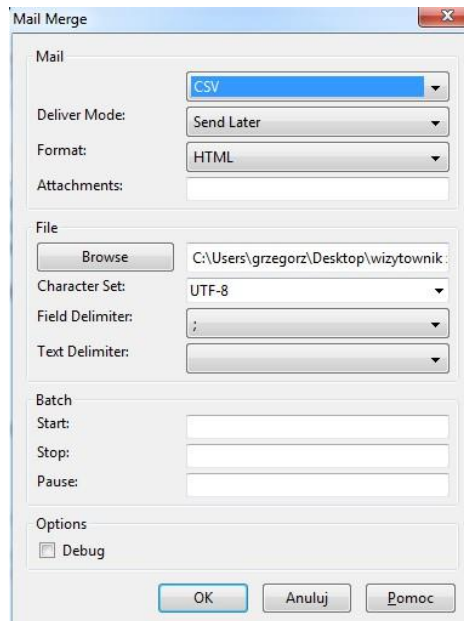 Mail Merge
Mail
CSV
Deliver Mode: Send Later
Format: HTML
Attachments:
File
Browse C:\Users\grzegorz\Desktop\wizytownik
Character Set: UTF-8
Field Delimiter: ;
Text Delimiter:
Batch
Start:
Stop:
Pause:
Options
Debug
OK Anuluj Pomoc